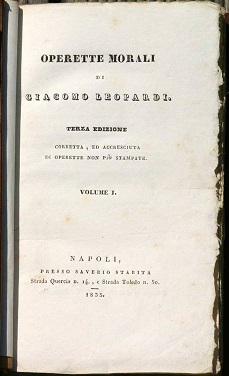 OPERETTE MORALI
DI
GIACOMO LEOPARDI.
TERZA EDIZIONE
CORRETTA, ED ACCRESCIUTA
DI OPERETTE NON PIÙ STAMPATE.
VOLUME I.
NAPOLI,
PRESSO SAVERIO STARITA
Strada Quercia n. 14, e Strada Toledo n. 50.
1835.